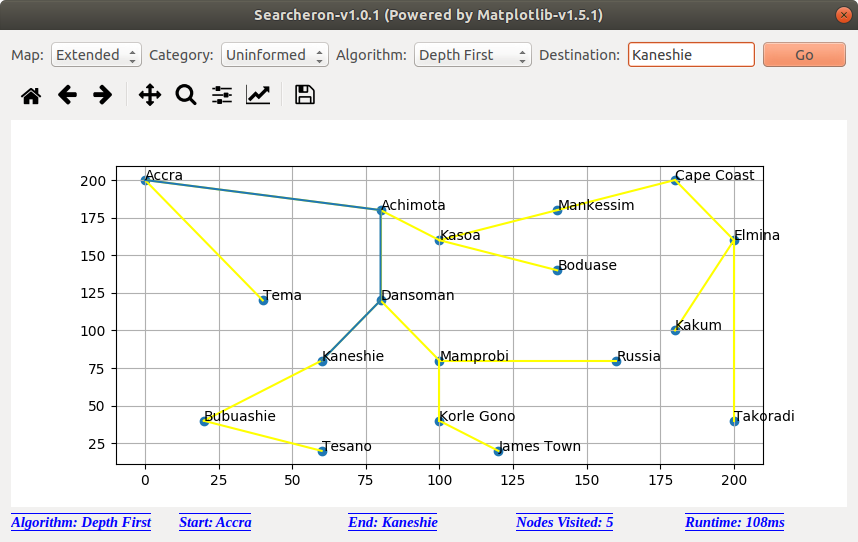 Searcheron-v1.0.1 (Powered by Matplotlib-v1.5.1)
Map: Extended Category: Uninformed Algorithm: Depth First Destination: Kaneshie Go
200 Accra Cape Coast
175 Achimota Mankessim
Kasoa Elmina
150
Boduase
125 Tema Dansoman
100 Kakum
75 Kaneshie Mamprobi Russia
50 Bubuashie Korle Gono Takoradi
25 Tesano James Town
0 25 50 75 100 125 150 175 200
Algorithm: Depth First Start: Accra End: Kaneshie Nodes Visited: 5 Runtime: 108ms